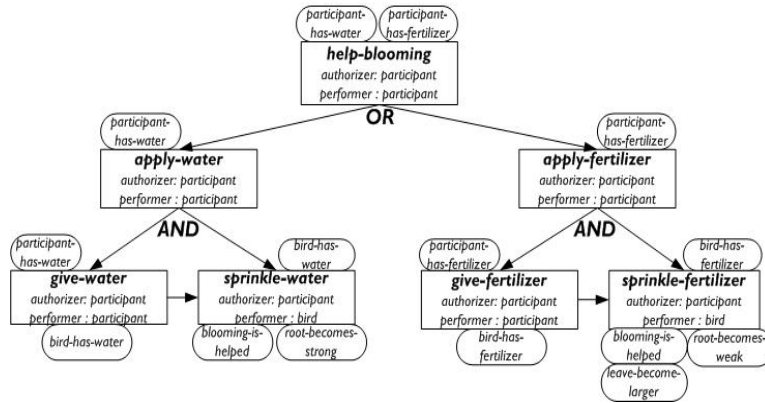 participant-
has-water
participant-
has-fertilizer
help-blooming
authorizer: participant
performer : participant
OR
participant-
has-water
apply-water
authorizer: participant
performer : participant
participant-
has-fertilizer
apply-fertilizer
authorizer: participant
performer : participant
AND
AND
participant-
has-water
give-water
authorizer: participant
performer : participant
bird-has-water
bird-has-
water
sprinkle-water
authorizer: participant
performer : bird
blooming-is-
helped
root-becomes-
strong
participant-
has-fertilizer
give-fertilizer
authorizer: participant
performer : participant
bird-has-
fertilizer
bird-has-
fertilizer
sprinkle-fertilizer
authorizer: participant
performer : bird
blooming-is-
helped
root-becomes-
weak
leave-become-
larger